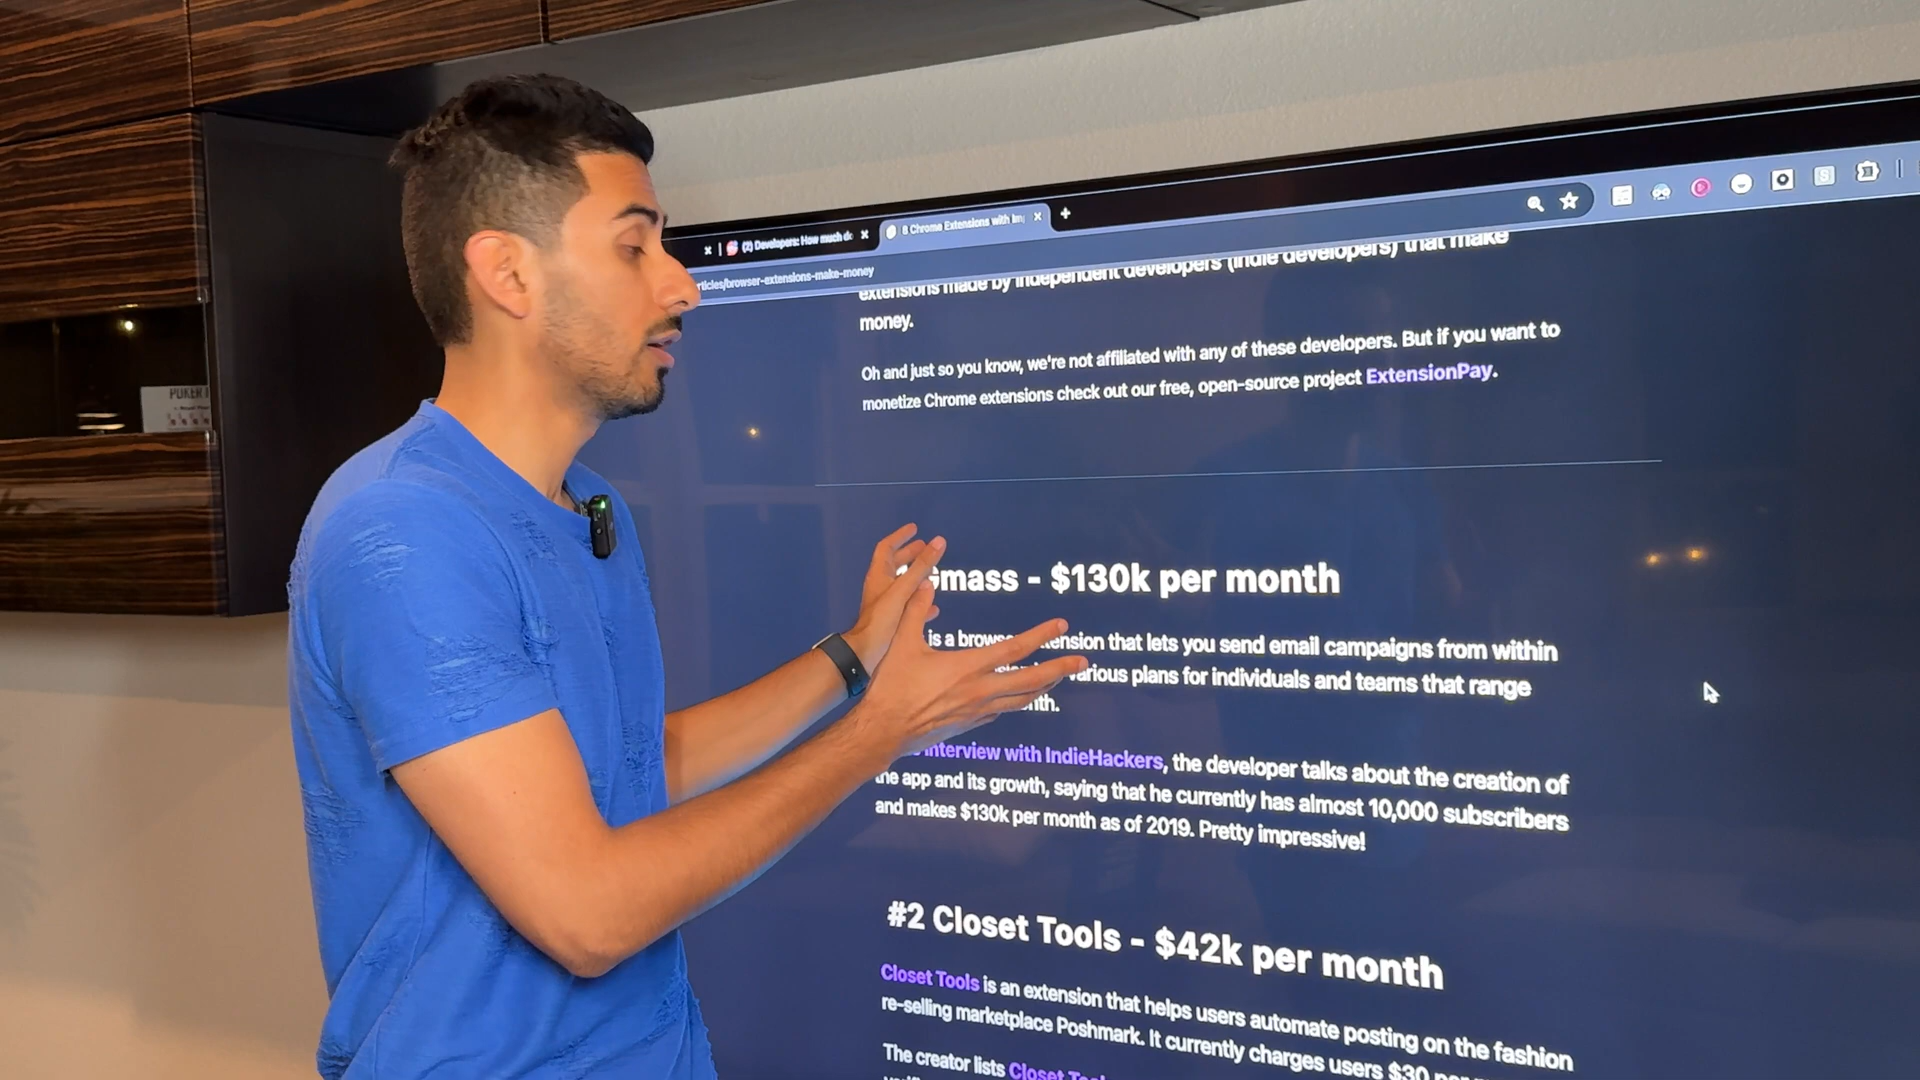 (2) Developers: How much d
8 Chrome Extensions with Im
rticles/browser-extensions-make-money
extensions made by independent developers (indie developers) that make
money.
Oh and just so you know, we're not affiliated with any of these developers. But if you want to
monetize Chrome extensions check out our free, open-source project ExtensionPay.
Gmass - $130k per month
is a browser extension that lets you send email campaigns from within
various plans for individuals and teams that range
interview with IndieHackers, the developer talks about the creation of
the app and its growth, saying that he currently has almost 10,000 subscribers
and makes $130k per month as of 2019. Pretty impressive!
#2 Closet Tools - $42k per month
Closet Tools is an extension that helps users automate posting on the fashion
re-selling marketplace Poshmark. It currently charges users $30 per
The creator lists Closet Tool
POKER